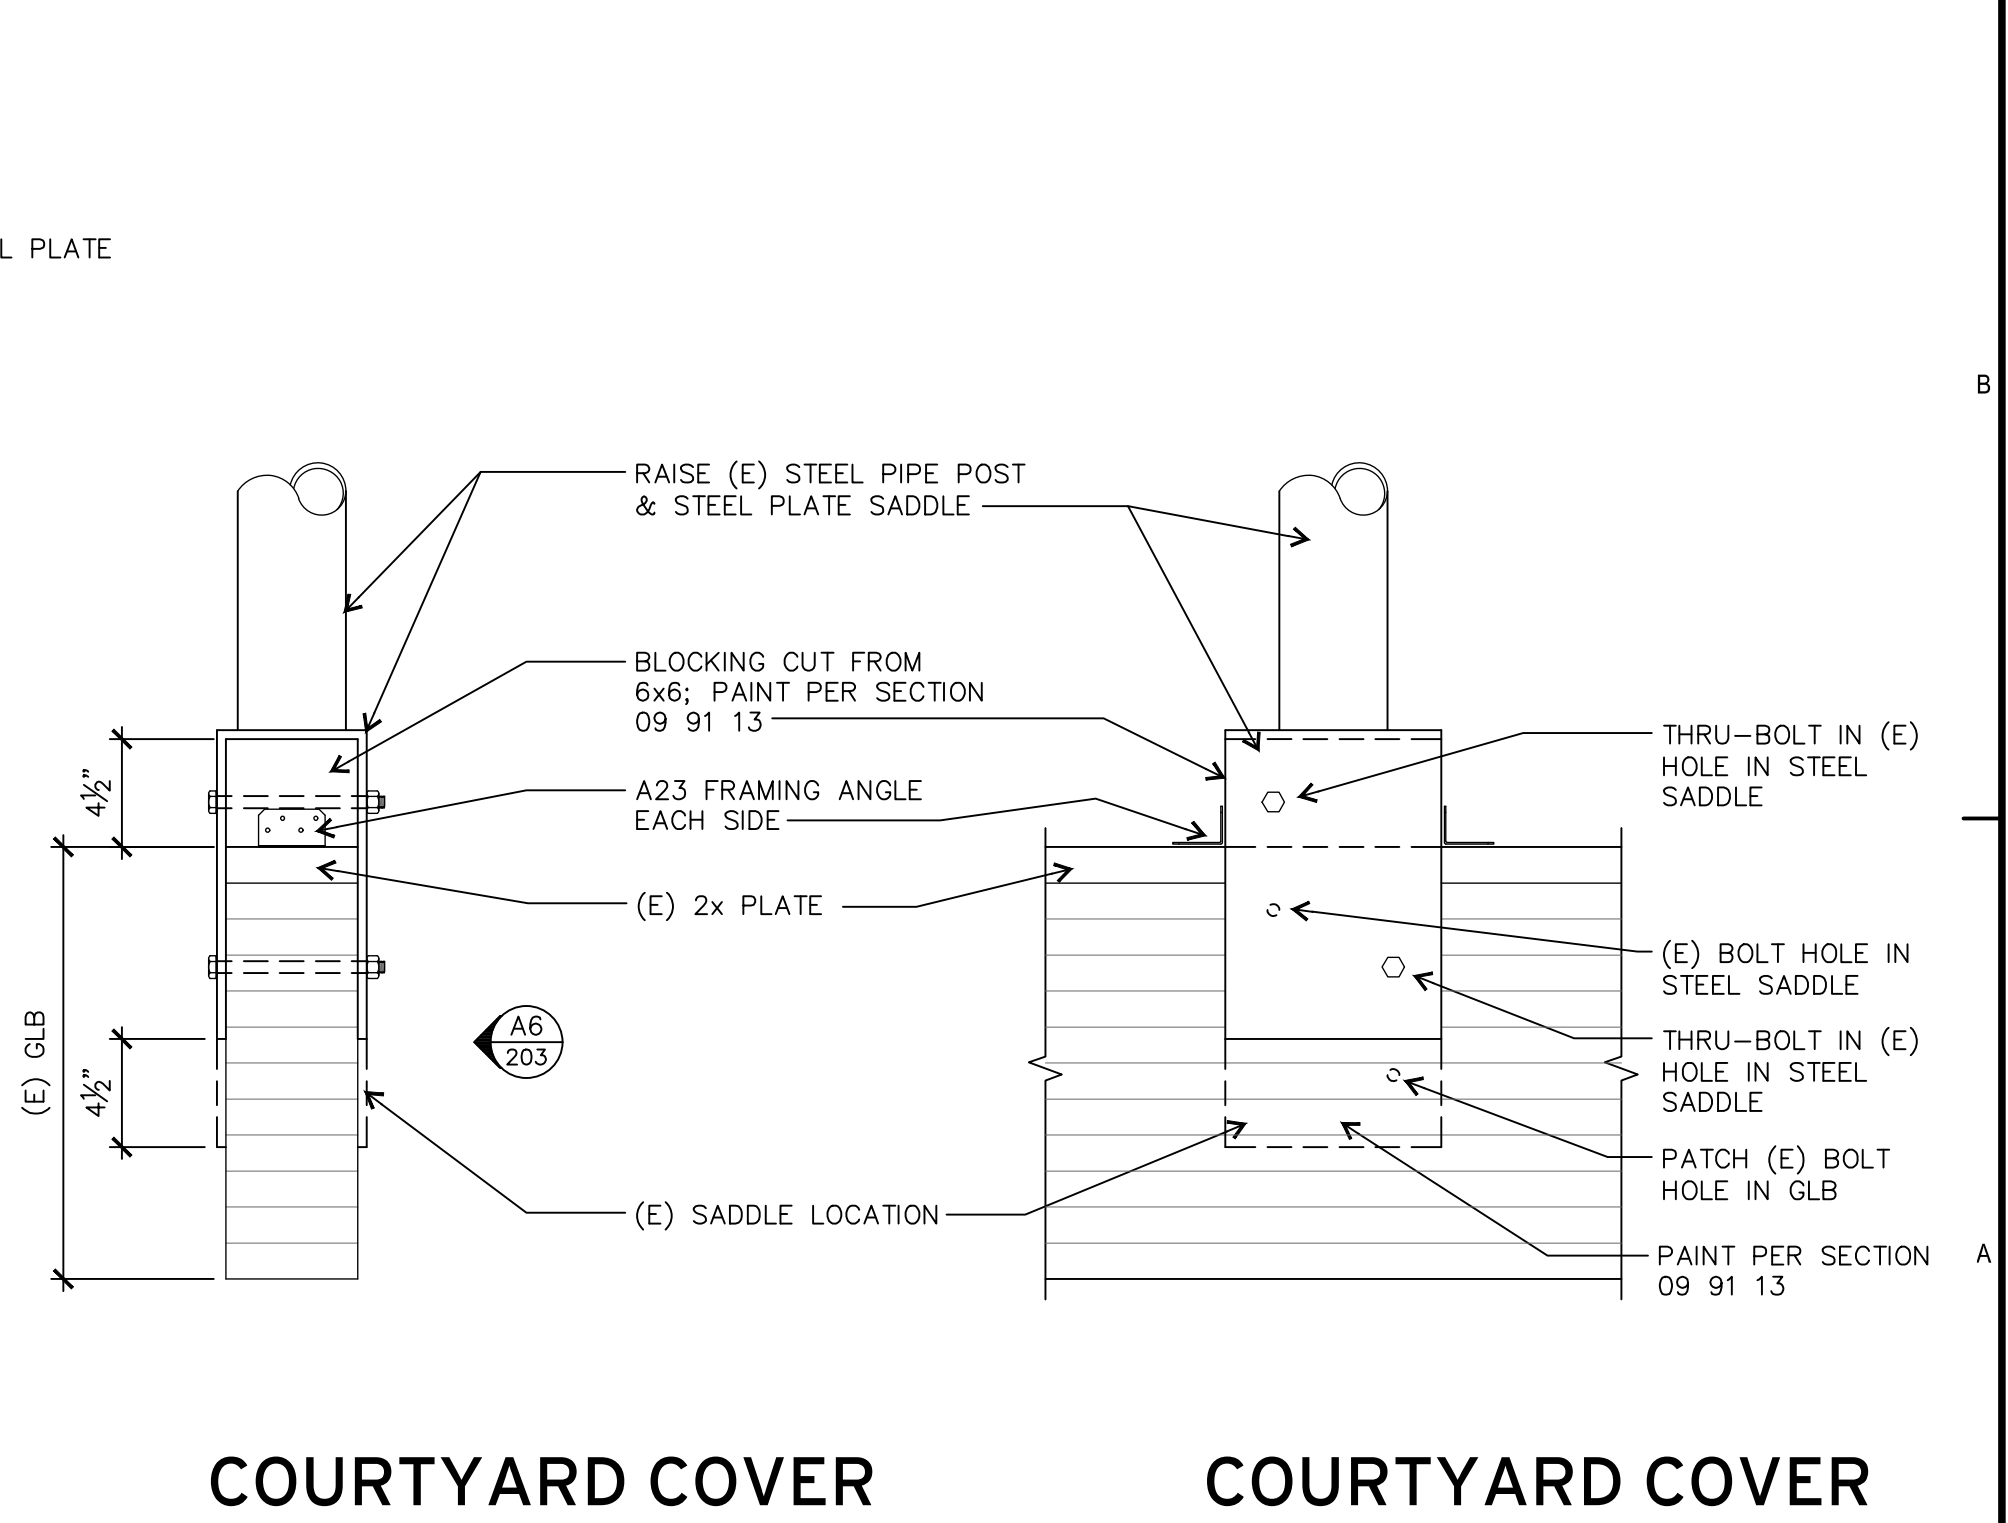 L PLATE
B
RAISE (E) STEEL PIPE POST
& STEEL PLATE SADDLE
BLOCKING CUT FROM
6x6; PAINT PER SECTION
09 91 13
A23 FRAMING ANGLE
EACH SIDE
(E) 2x PLATE
(E) SADDLE LOCATION
4½"
4½"
(E) GLB
A6
203
THRU-BOLT IN (E)
HOLE IN STEEL
SADDLE
(E) BOLT HOLE IN
STEEL SADDLE
THRU-BOLT IN (E)
HOLE IN STEEL
SADDLE
PATCH (E) BOLT
HOLE IN GLB
PAINT PER SECTION
09 91 13
A
COURTYARD COVER
COURTYARD COVER